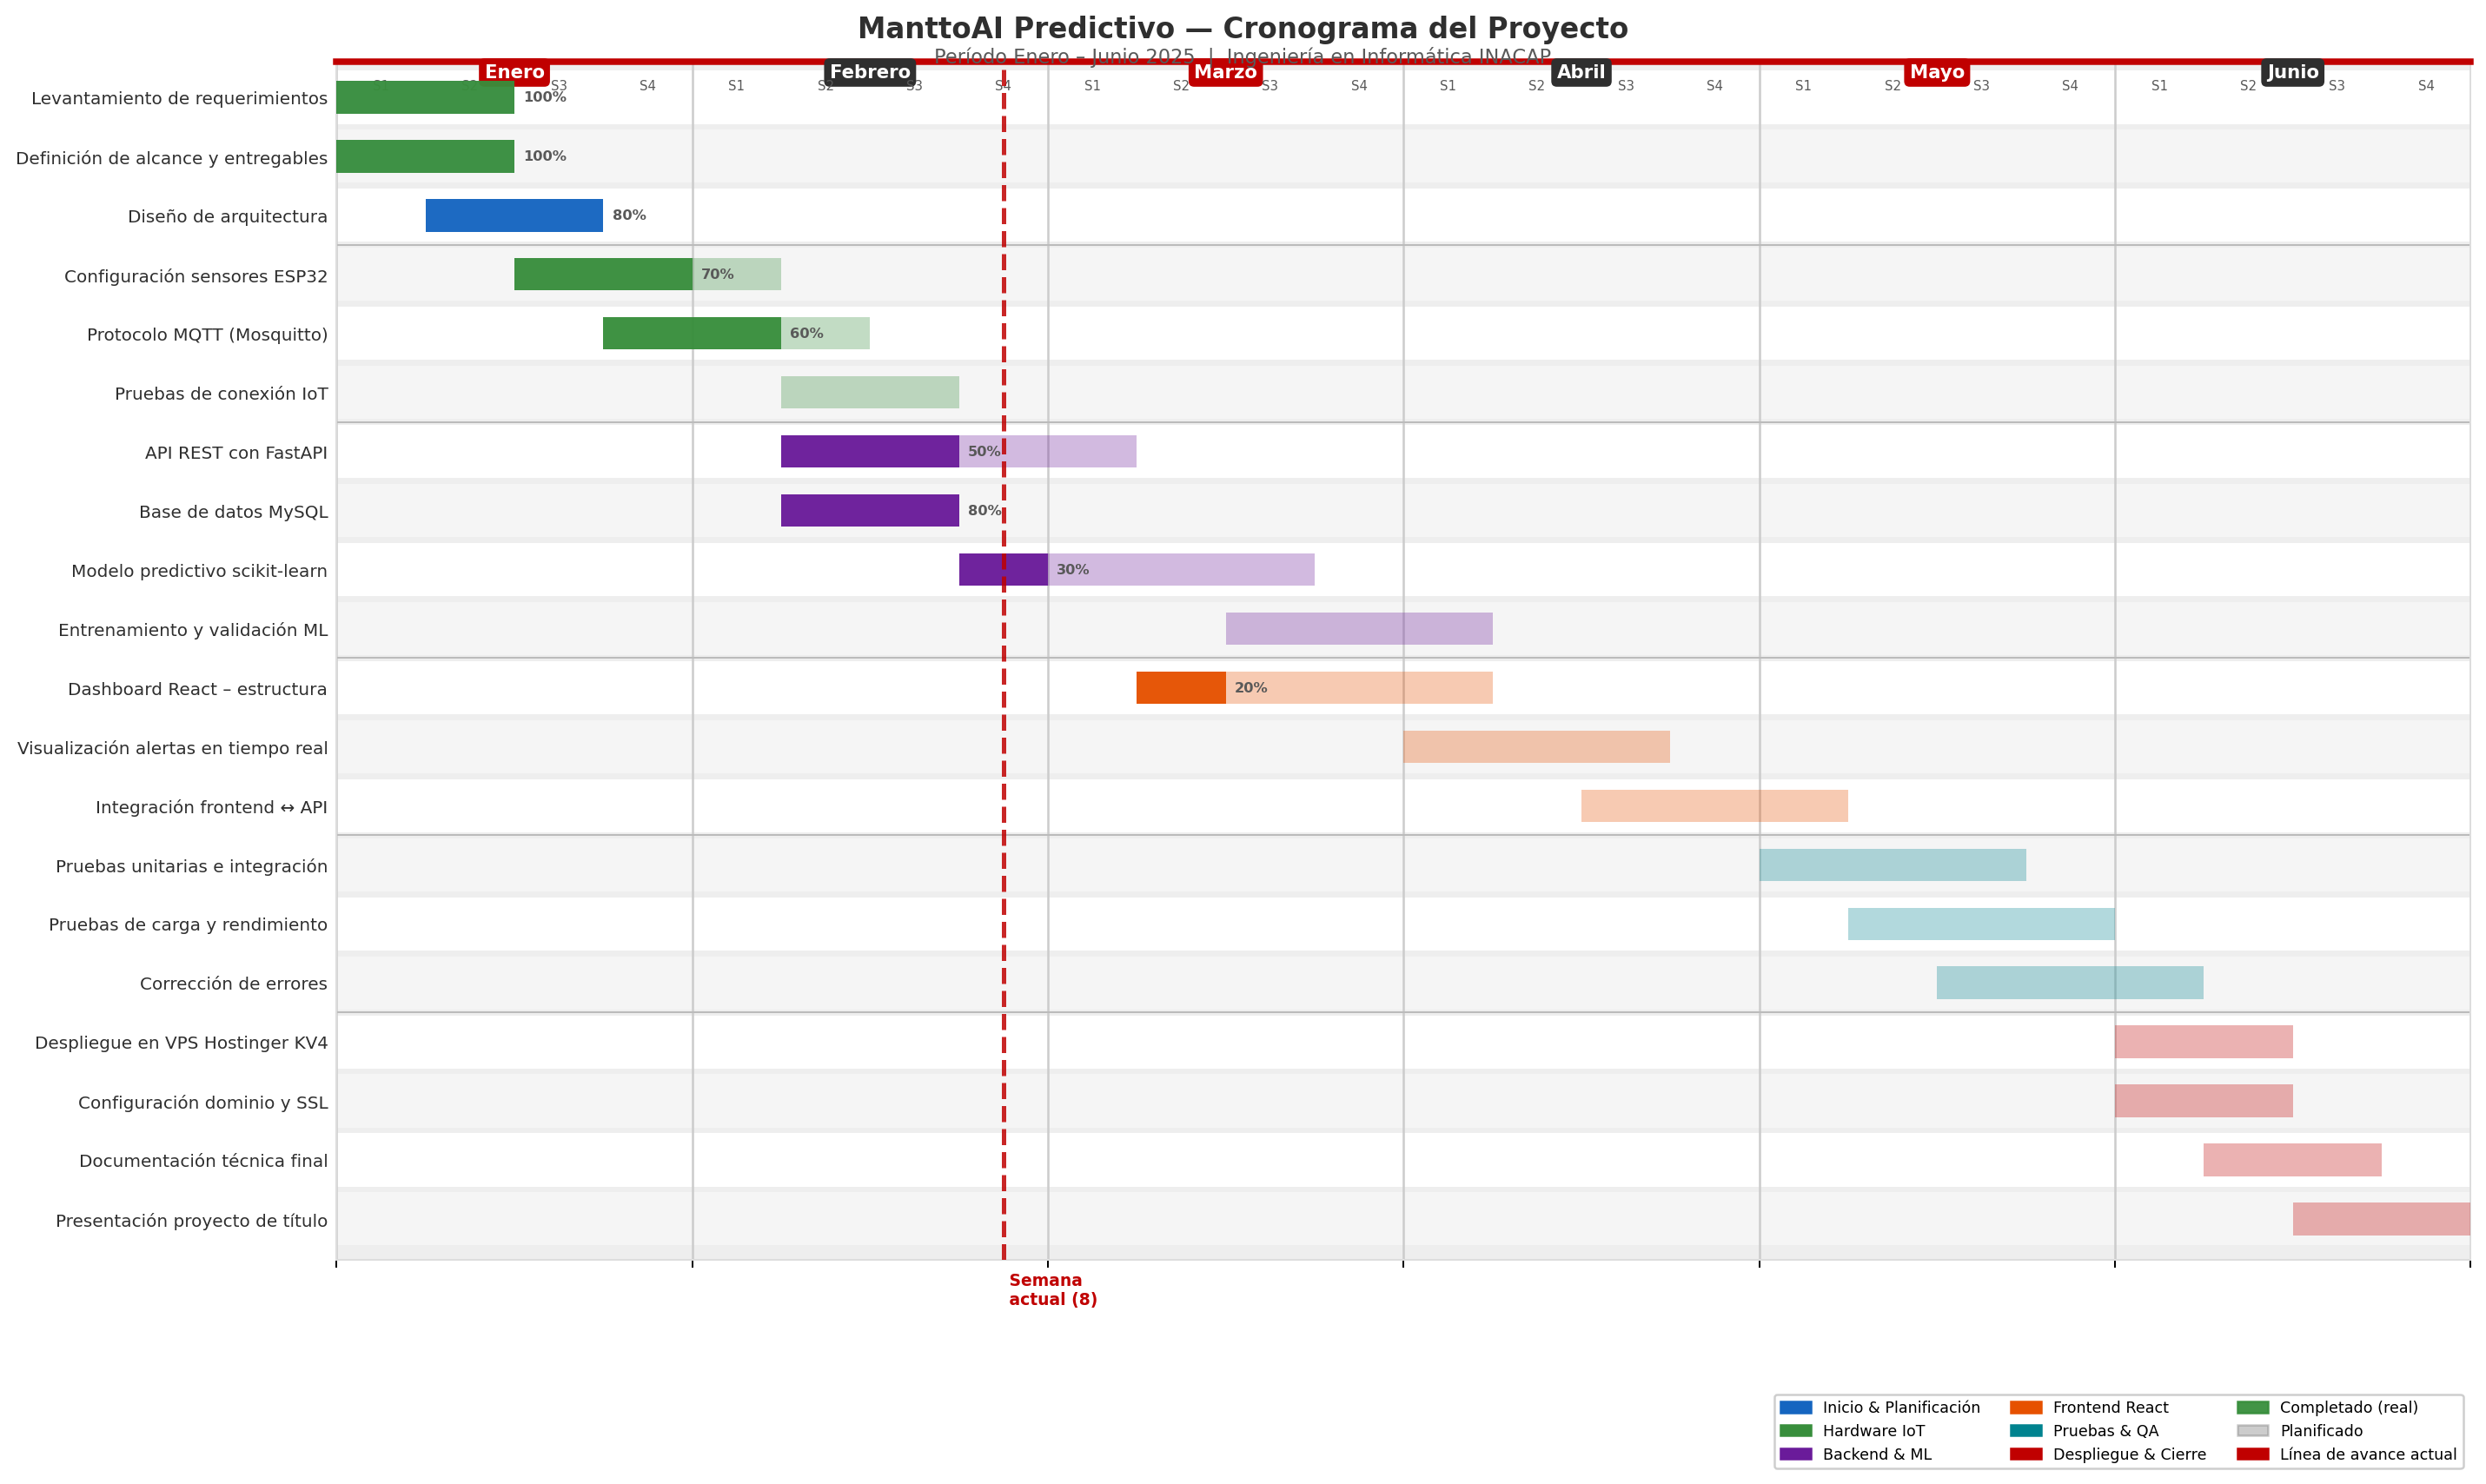 ManttoAI Predictivo — Cronograma del Proyecto
Período Enero – Junio 2025 | Ingeniería en Informática INACAP
Enero Febrero Marzo Abril Mayo Junio
S1 S2 S3 S4 S1 S2 S3 S4 S1 S2 S3 S4 S1 S2 S3 S4 S1 S2 S3 S4 S1 S2 S3 S4
Levantamiento de requerimientos 100%
Definición de alcance y entregables 100%
Diseño de arquitectura 80%
Configuración sensores ESP32 70%
Protocolo MQTT (Mosquitto) 60%
Pruebas de conexión IoT
API REST con FastAPI 50%
Base de datos MySQL 80%
Modelo predictivo scikit-learn 30%
Entrenamiento y validación ML
Dashboard React – estructura 20%
Visualización alertas en tiempo real
Integración frontend ↔ API
Pruebas unitarias e integración
Pruebas de carga y rendimiento
Corrección de errores
Despliegue en VPS Hostinger KV4
Configuración dominio y SSL
Documentación técnica final
Presentación proyecto de título
Semana
actual (8)
Inicio & Planificación Frontend React Completado (real)
Hardware IoT Pruebas & QA Planificado
Backend & ML Despliegue & Cierre Línea de avance actual